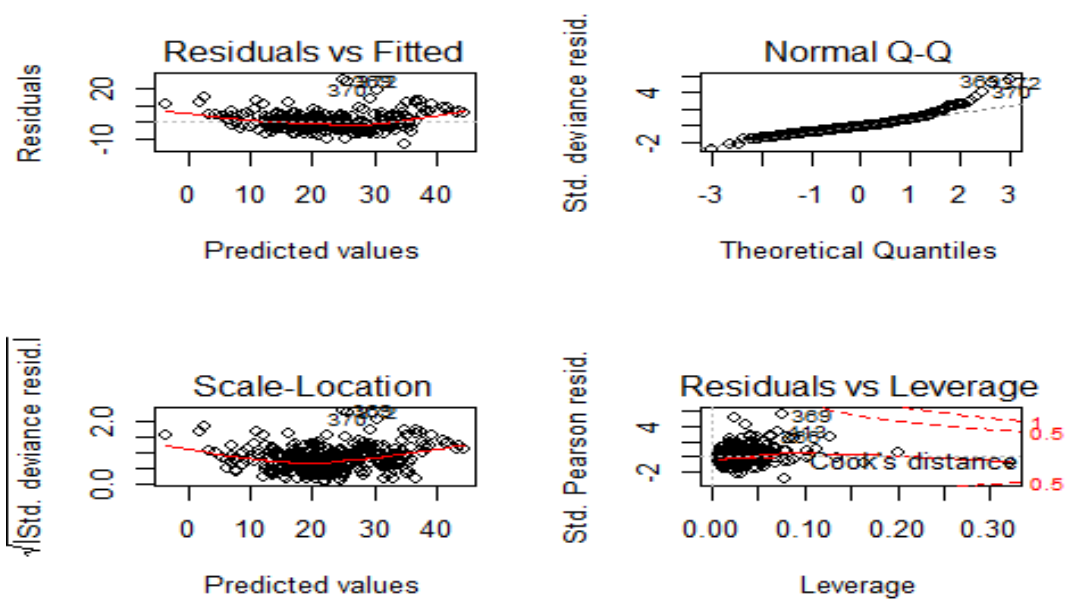 Residuals vs Fitted
Residuals
20
-10
370
0 10 20 30 40
Predicted values
Normal Q-Q
Std. deviance resid.
4
-2
370
-3 -1 0 1 2 3
Theoretical Quantiles
Scale-Location
√|Std. deviance resid.|
2.0
0.0
370
0 10 20 30 40
Predicted values
Residuals vs Leverage
Std. Pearson resid.
4
-2
369
1
0.5
Cook's distance
0.5
0.00 0.10 0.20 0.30
Leverage